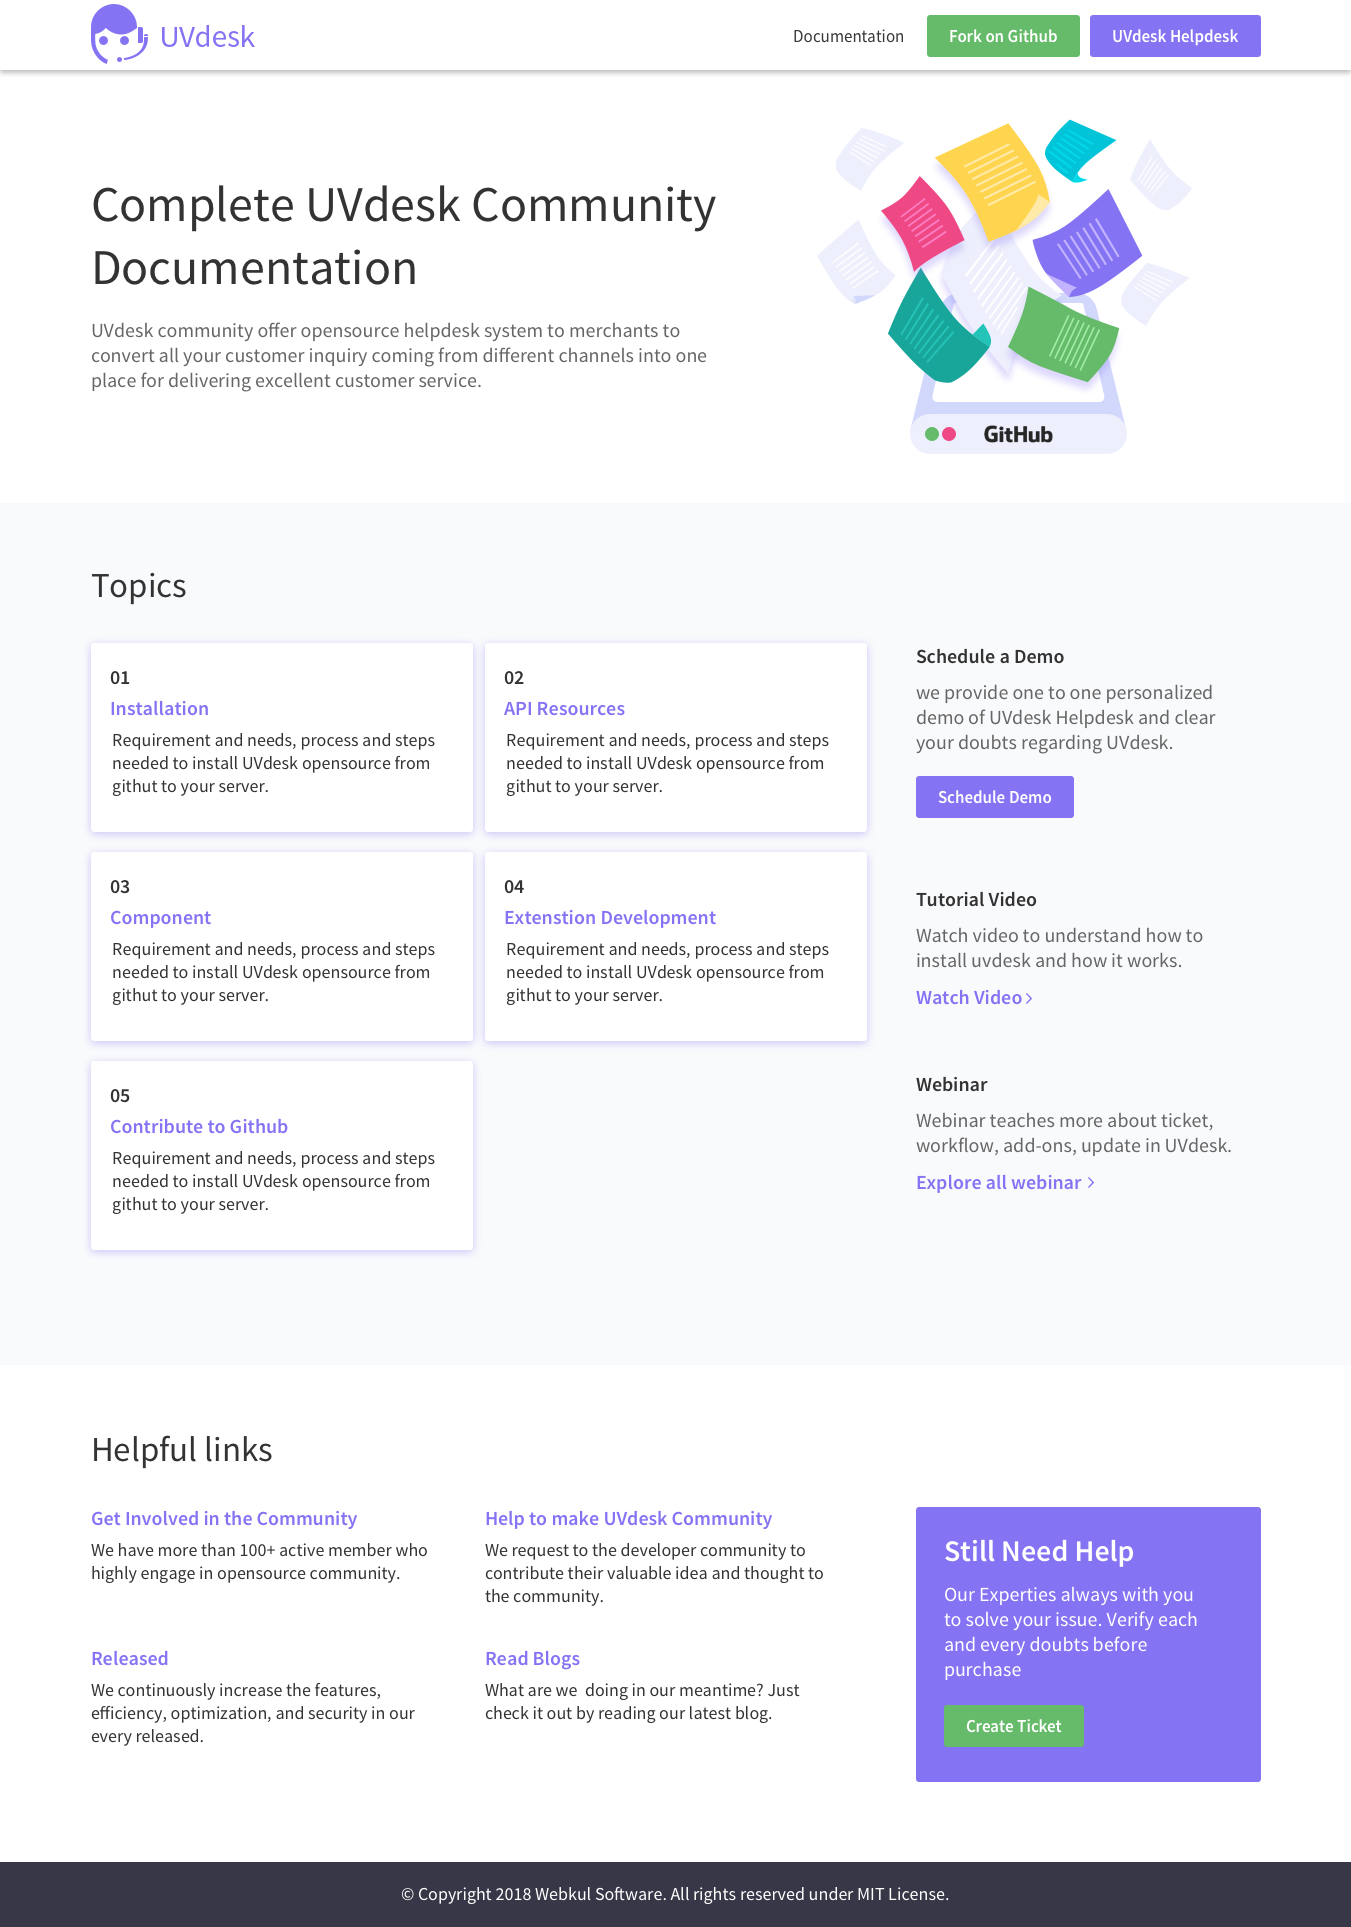 UVdesk
Documentation
Fork on Github
UVdesk Helpdesk
Complete UVdesk Community
Documentation
UVdesk community offer opensource helpdesk system to merchants to
convert all your customer inquiry coming from different channels into one
place for delivering excellent customer service.
GitHub
Topics
01
Installation
Requirement and needs, process and steps
needed to install UVdesk opensource from
githut to your server.
02
API Resources
Requirement and needs, process and steps
needed to install UVdesk opensource from
githut to your server.
03
Component
Requirement and needs, process and steps
needed to install UVdesk opensource from
githut to your server.
04
Extenstion Development
Requirement and needs, process and steps
needed to install UVdesk opensource from
githut to your server.
05
Contribute to Github
Requirement and needs, process and steps
needed to install UVdesk opensource from
githut to your server.
Schedule a Demo
we provide one to one personalized
demo of UVdesk Helpdesk and clear
your doubts regarding UVdesk.
Schedule Demo
Tutorial Video
Watch video to understand how to
install uvdesk and how it works.
Watch Video
Webinar
Webinar teaches more about ticket,
workflow, add-ons, update in UVdesk.
Explore all webinar
Helpful links
Get Involved in the Community
We have more than 100+ active member who
highly engage in opensource community.
Help to make UVdesk Community
We request to the developer community to
contribute their valuable idea and thought to
the community.
Released
We continuously increase the features,
efficiency, optimization, and security in our
every released.
Read Blogs
What are we  doing in our meantime? Just
check it out by reading our latest blog.
Still Need Help
Our Experties always with you
to solve your issue. Verify each
and every doubts before
purchase
Create Ticket
© Copyright 2018 Webkul Software. All rights reserved under MIT License.